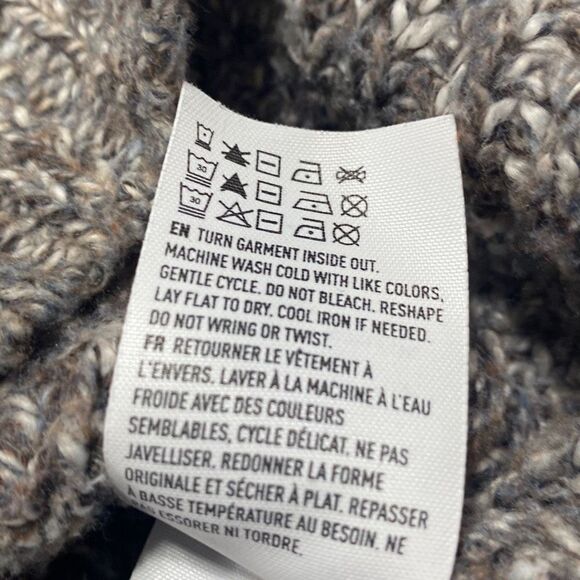 30
30
EN TURN GARMENT INSIDE OUT.
MACHINE WASH COLD WITH LIKE COLORS,
GENTLE CYCLE. DO NOT BLEACH. RESHAPE
LAY FLAT TO DRY. COOL IRON IF NEEDED.
DO NOT WRING OR TWIST.
FR RETOURNER LE VÊTEMENT À
L'ENVERS. LAVER À LA MACHINE À L'EAU
FROIDE AVEC DES COULEURS
SEMBLABLES, CYCLE DÉLICAT. NE PAS
JAVELLISER. REDONNER LA FORME
ORIGINALE ET SÉCHER À PLAT. REPASSER
À BASSE TEMPÉRATURE AU BESOIN. NE
ESSORER NI TORDRE.